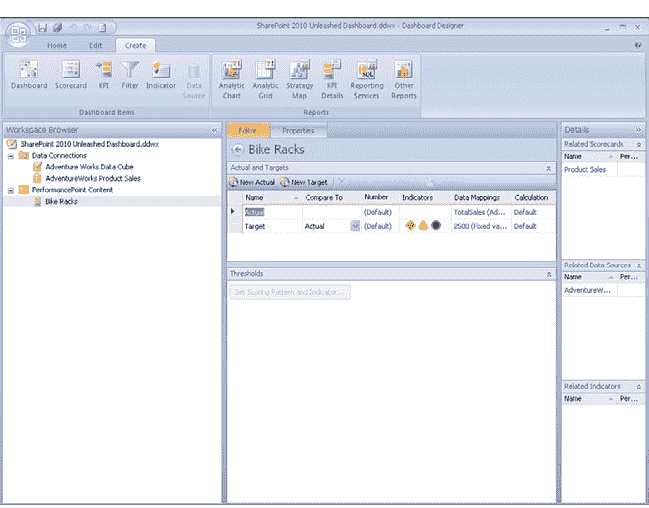 SharePoint 2010 Unleashed Dashboard.ddwx - Dashboard Designer
Home Edit Create
Dashboard Scorecard KPI Filter Indicator Data Source Analytic Chart Analytic Grid Strategy Map KPI Details Reporting Services Other Reports
Dashboard Items Reports
Workspace Browser
SharePoint 2010 Unleashed Dashboard.ddwx
Data Connections
Adventure Works Data Cube
AdventureWorks Product Sales
PerformancePoint Content
Bike Racks
Editor Properties
Bike Racks
Actual and Targets
New Actual New Target
Name Compare To Number Indicators Data Mappings Calculation
Actual (Default) TotalSales (Ad... Default
Target Actual (Default) 2500 (Fixed va... Default
Thresholds
Set Scoring Pattern and Indicator...
Details
Related Scorecards
Name Per...
Product Sales
Related Data Sources
Name Per...
AdventureW...
Related Indicators
Name Per...